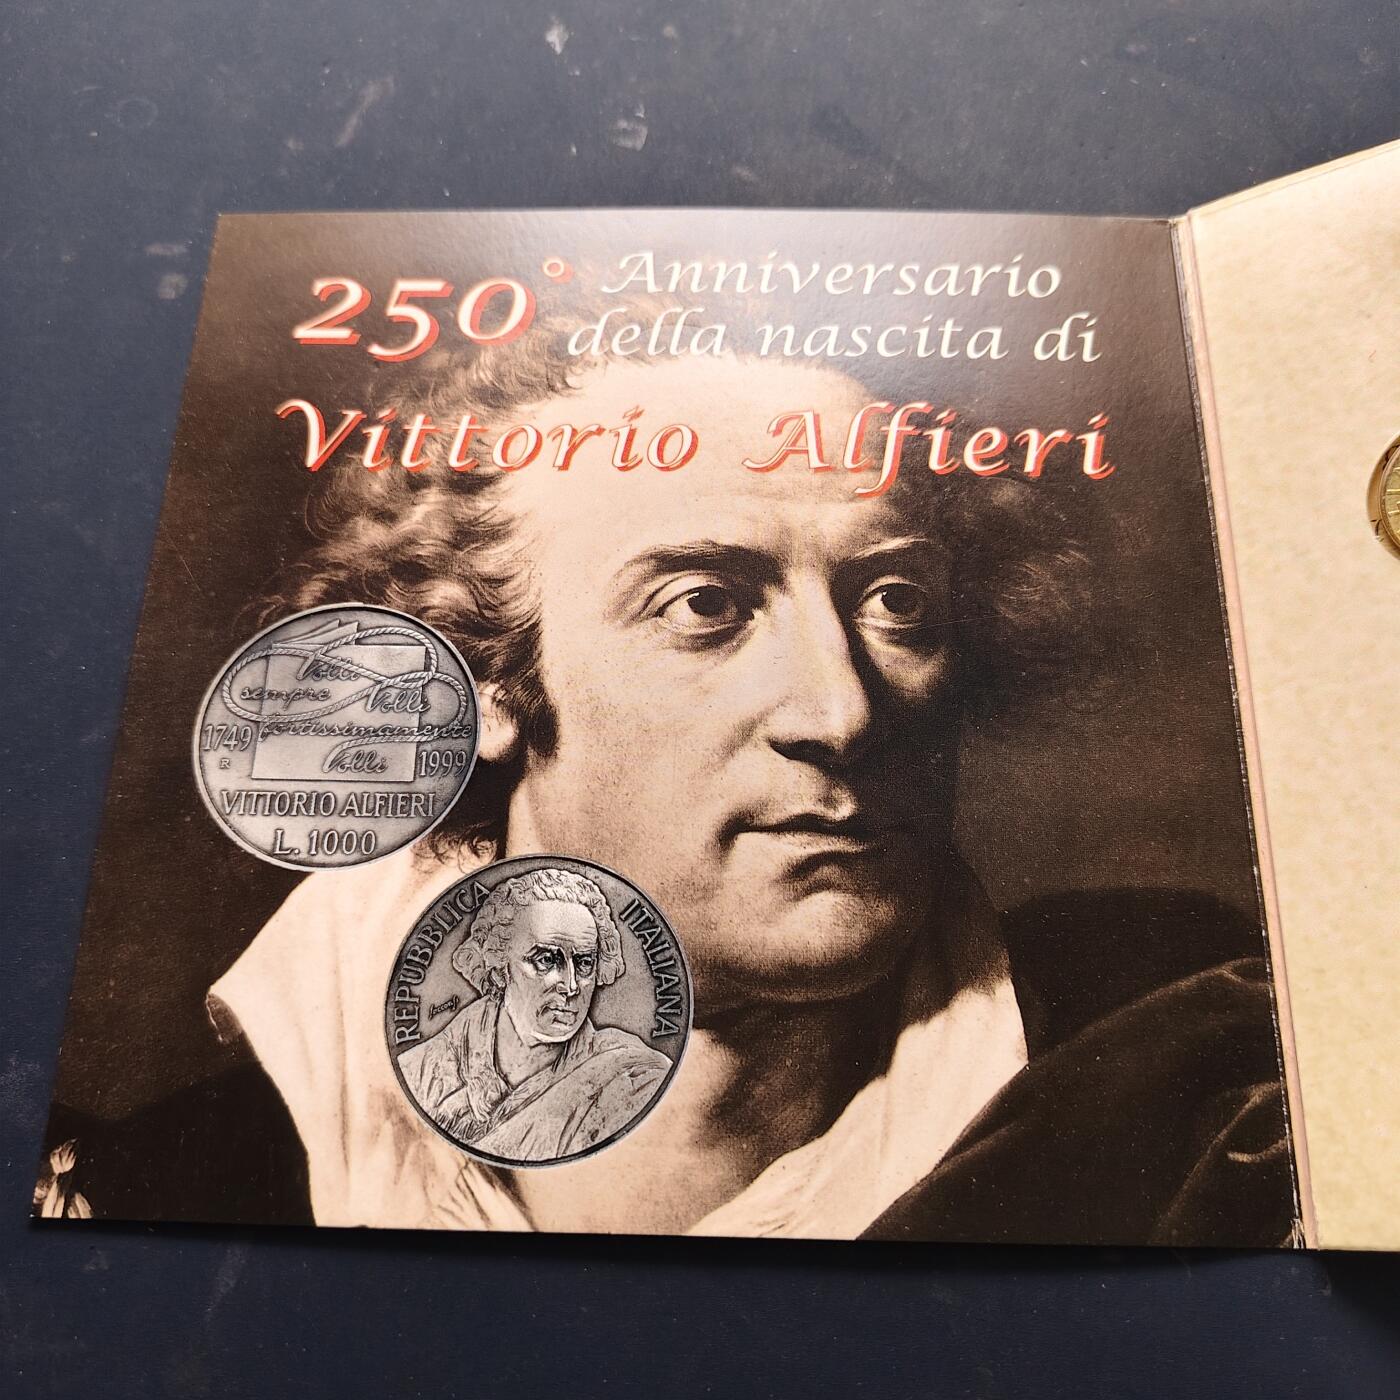 250° Anniversario
della nascita di
Vittorio Alfieri
Volli
sempre Volli
fortissimamente
Volli
1749 1999
R
VITTORIO ALFIERI
L. 1000
REPUBBLICA ITALIANA